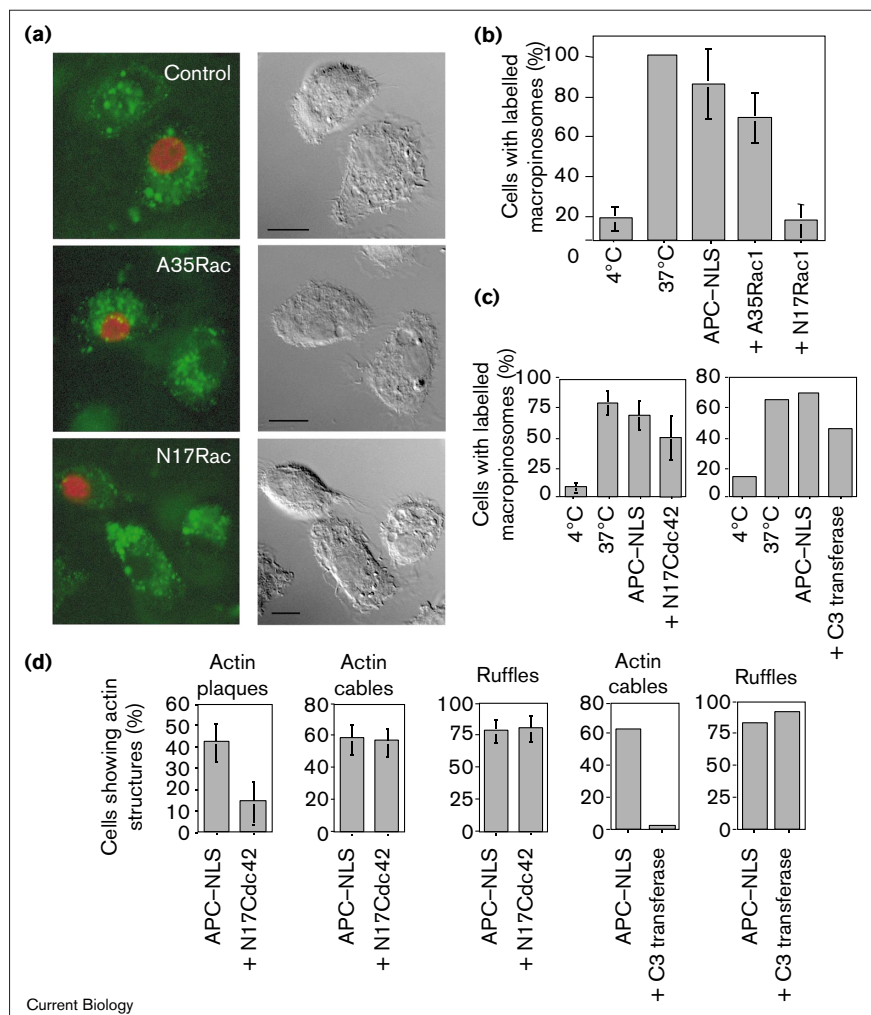 (a)
Control
A35Rac
N17Rac
(b)
Cells with labelled
macropinosomes (%)
100
80
60
40
20
0
4°C
37°C
APC–NLS
+ A35Rac1
+ N17Rac1
(c)
Cells with labelled
macropinosomes (%)
100
75
50
25
0
4°C
37°C
APC–NLS
+ N17Cdc42
80
60
40
20
0
4°C
37°C
APC–NLS
+ C3 transferase
(d)
Cells showing actin
structures (%)
Actin
plaques
60
50
40
30
20
10
0
APC–NLS
+ N17Cdc42
Actin
cables
80
60
40
20
0
APC–NLS
+ N17Cdc42
Ruffles
100
75
50
25
0
APC–NLS
+ N17Cdc42
Actin
cables
80
60
40
20
0
APC–NLS
+ C3 transferase
Ruffles
100
75
50
25
0
APC–NLS
+ C3 transferase
Current Biology